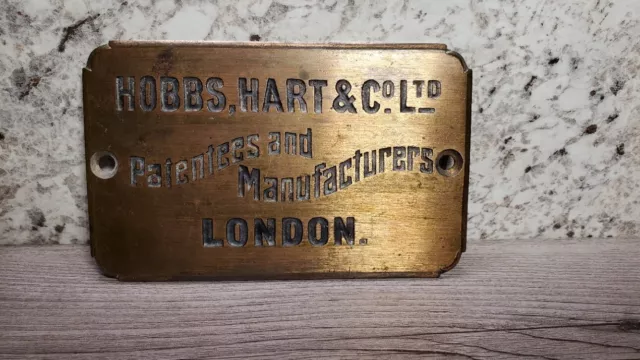 HOBBS, HART & Co. LTD
Patentees and
Manufacturers
LONDON.